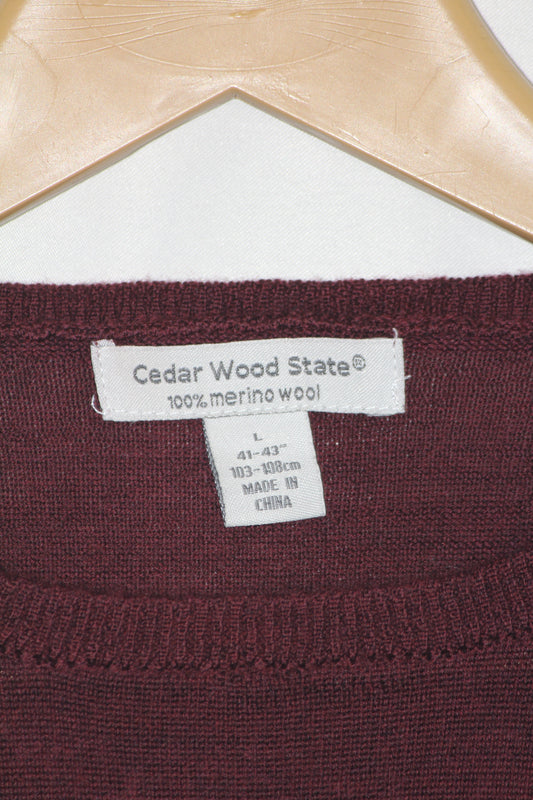 Cedar Wood State®
100% merino wool
L
41-43"
103-108cm
MADE IN
CHINA